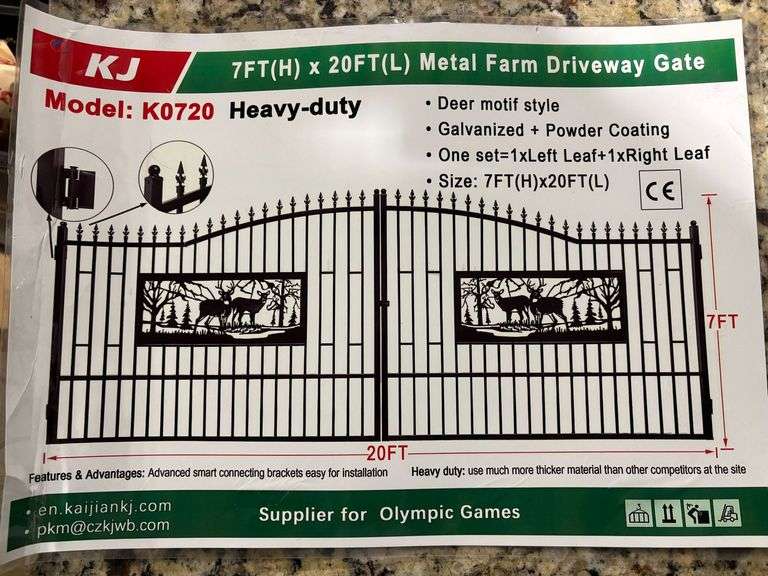 KJ
7FT(H) x 20FT(L) Metal Farm Driveway Gate
Model: K0720 Heavy-duty
• Deer motif style
• Galvanized + Powder Coating
• One set=1xLeft Leaf+1xRight Leaf
• Size: 7FT(H)x20FT(L)
CE
7FT
20FT
Features & Advantages: Advanced smart connecting brackets easy for installation
Heavy duty: use much more thicker material than other competitors at the site
• en.kaijiankj.com
• pkm@czkjwb.com
Supplier for Olympic Games